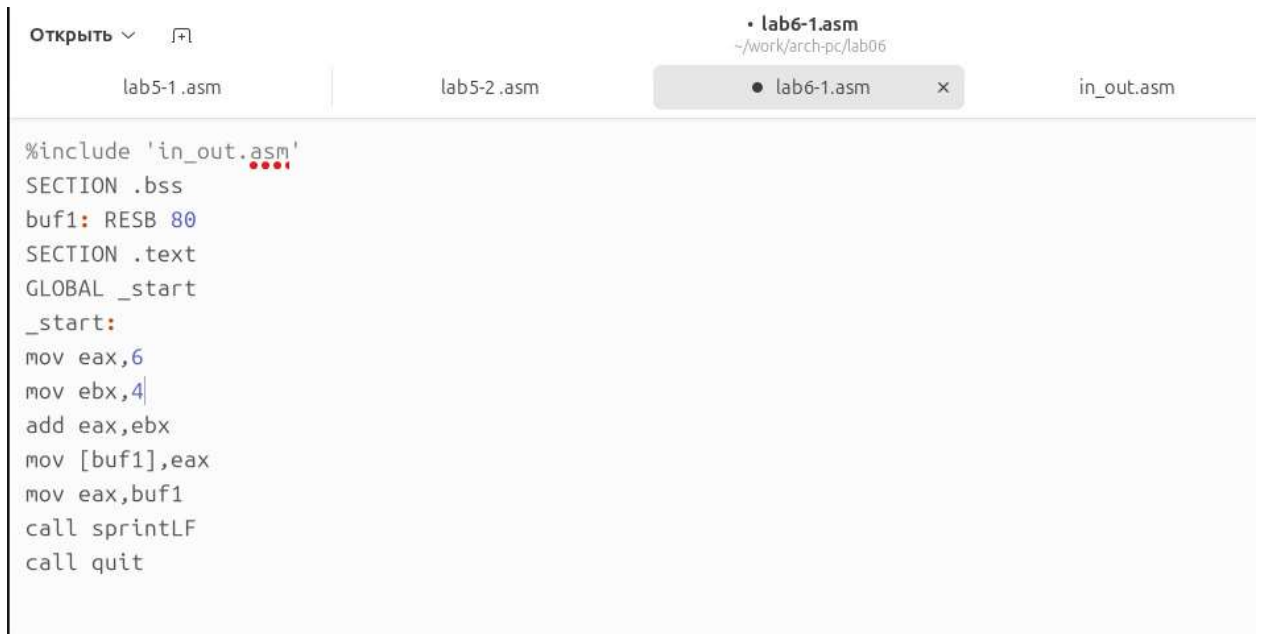 Открыть
• lab6-1.asm
~/work/arch-pc/lab06
lab5-1.asm lab5-2.asm ● lab6-1.asm × in_out.asm
%include 'in_out.asm'
SECTION .bss
buf1: RESB 80
SECTION .text
GLOBAL _start
_start:
mov eax,6
mov ebx,4
add eax,ebx
mov [buf1],eax
mov eax,buf1
call sprintLF
call quit